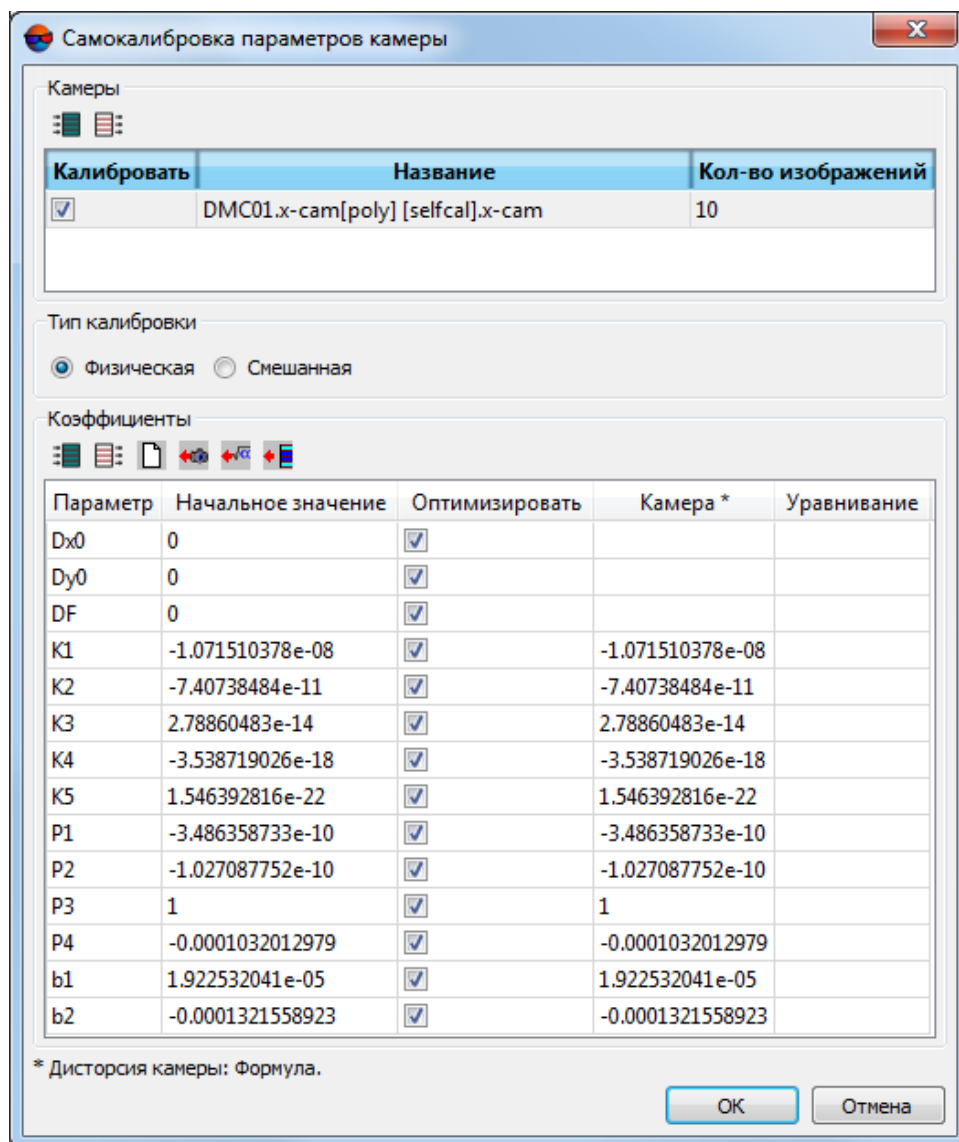 Самокалибровка параметров камеры
Камеры
Калибровать Название Кол-во изображений
DMC01.x-cam[poly] [selfcal].x-cam 10
Тип калибровки
Физическая Смешанная
Коэффициенты
Параметр Начальное значение Оптимизировать Камера * Уравнивание
Dx0 0
Dy0 0
DF 0
K1 -1.071510378e-08 -1.071510378e-08
K2 -7.40738484e-11 -7.40738484e-11
K3 2.78860483e-14 2.78860483e-14
K4 -3.538719026e-18 -3.538719026e-18
K5 1.546392816e-22 1.546392816e-22
P1 -3.486358733e-10 -3.486358733e-10
P2 -1.027087752e-10 -1.027087752e-10
P3 1 1
P4 -0.0001032012979 -0.0001032012979
b1 1.922532041e-05 1.922532041e-05
b2 -0.0001321558923 -0.0001321558923
* Дисторсия камеры: Формула.
OK Отмена